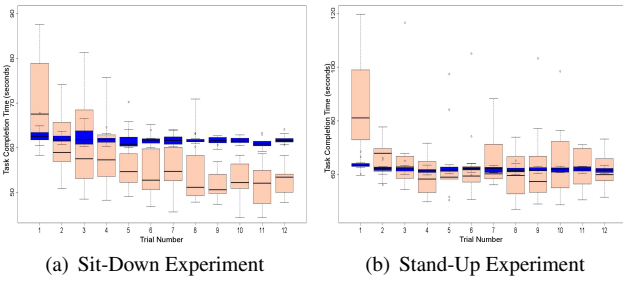 90
80
70
60
50
Task Completion Time (seconds)
1 2 3 4 5 6 7 8 9 10 11 12
Trial Number
(a) Sit-Down Experiment
120
100
80
60
Task Completion Time (seconds)
1 2 3 4 5 6 7 8 9 10 11 12
Trial Number
(b) Stand-Up Experiment